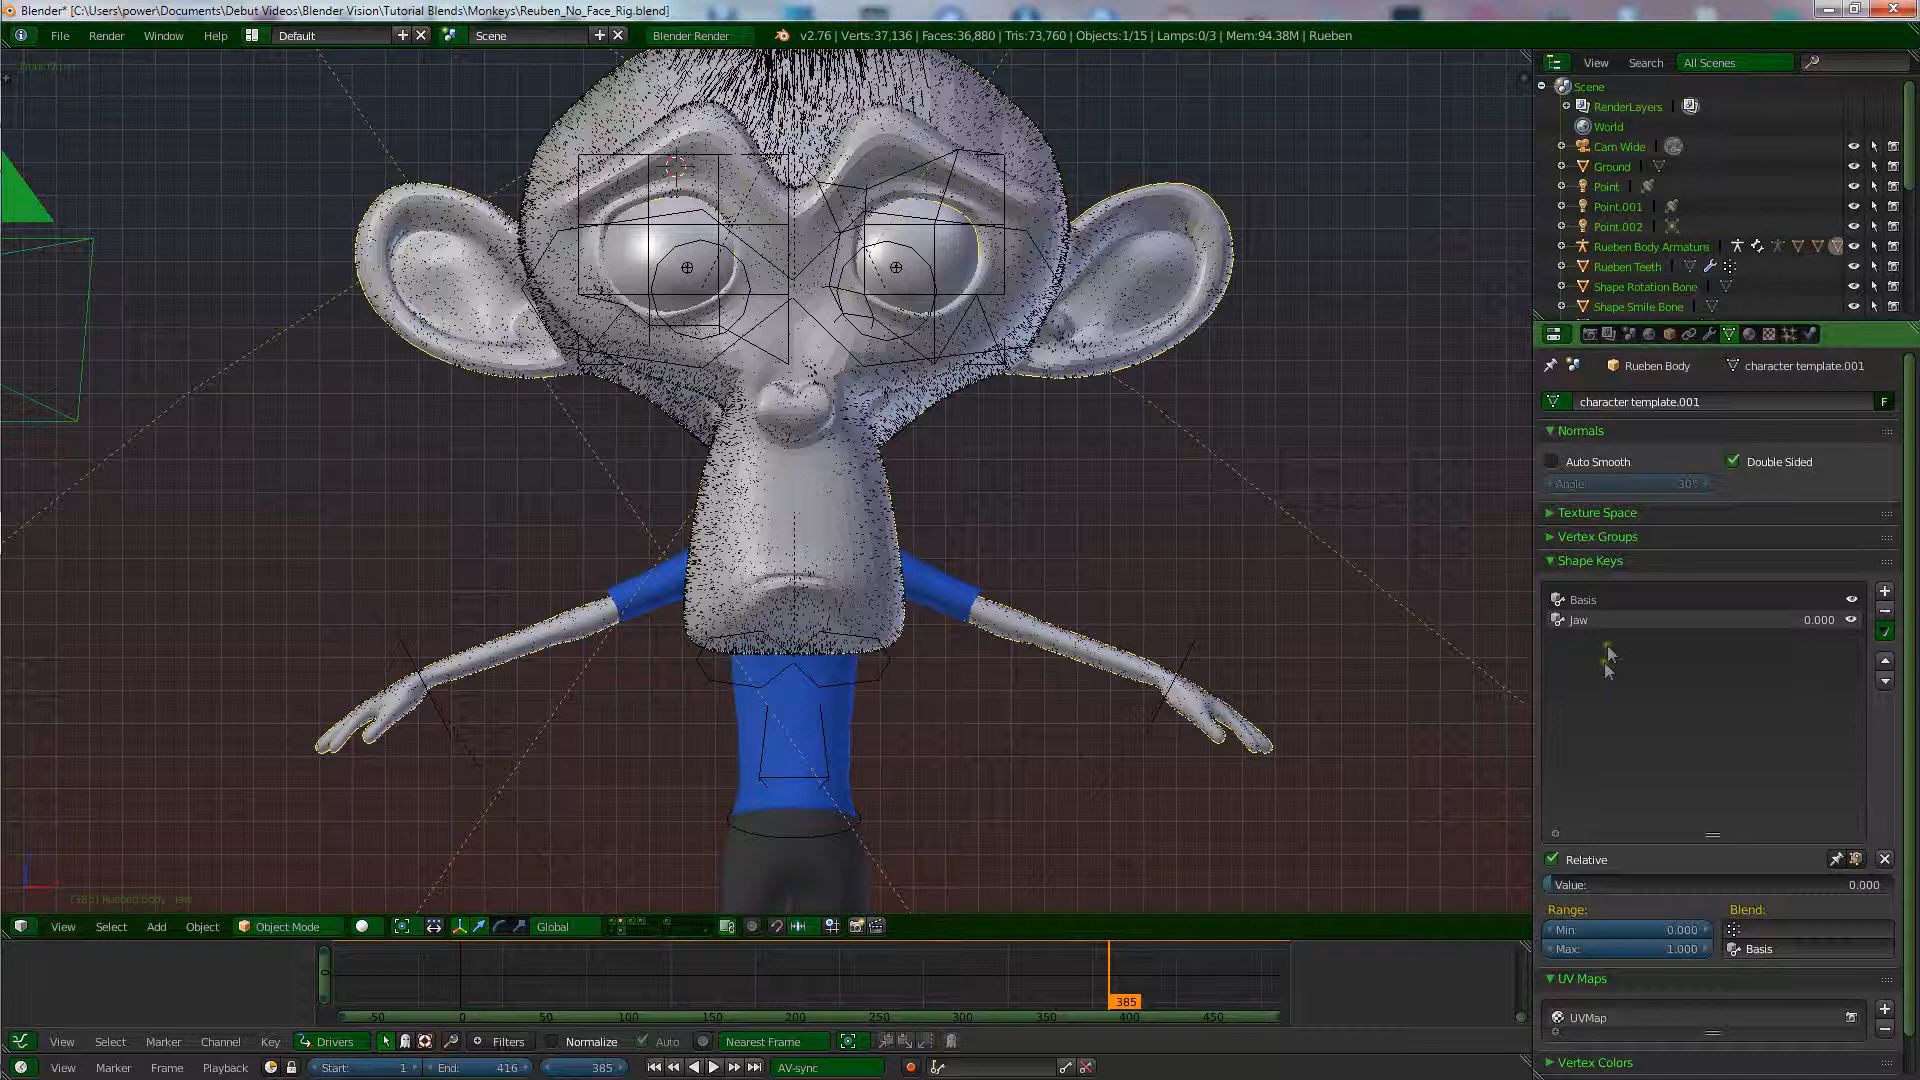 Blender* [C:\Users\power\Documents\Debut Videos\Blender Vision\Tutorial Blends\Monkeys\Reuben_No_Face_Rig.blend]
File Render Window Help Default Scene Blender Render v2.76 | Verts:37,136 | Faces:36,880 | Tris:73,760 | Objects:1/15 | Lamps:0/3 | Mem:94.38M | Rueben
View Search All Scenes
Scene
RenderLayers
World
Cam Wide
Ground
Point
Point.001
Point.002
Rueben Body Armature
Rueben Teeth
Shape Rotation Bone
Shape Smile Bone
Rueben Body character template.001
character template.001 F
Normals
Auto Smooth Double Sided
Angle: 30°
Texture Space
Vertex Groups
Shape Keys
Basis
Jaw 0.000
Relative
Value: 0.000
Range: Blend:
Min: 0.000
Max: 1.000 Basis
UV Maps
UVMap
Vertex Colors
(385) Rueben Body : Jaw
View Select Add Object Object Mode Global
385
-50 0 50 100 150 200 250 300 350 400 450
View Select Marker Channel Key Drivers Filters Normalize Auto Nearest Frame
View Marker Frame Playback Start: 1 End: 416 385 AV-sync